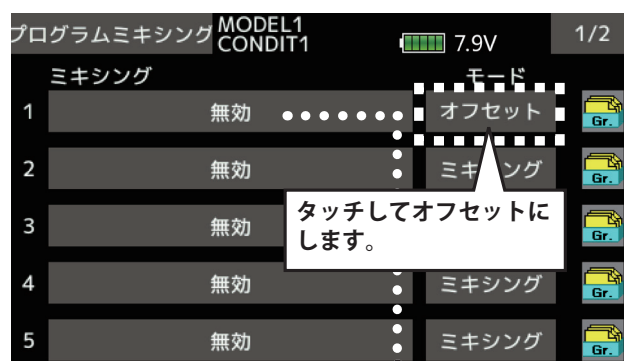 プログラムミキシング MODEL1 CONDIT1 7.9V 1/2
ミキシング モード
1 無効 オフセット Gr.
2 無効 ミキシング Gr.
タッチしてオフセットに
します。
3 無効 Gr.
4 無効 ミキシング Gr.
5 無効 ミキシング Gr.